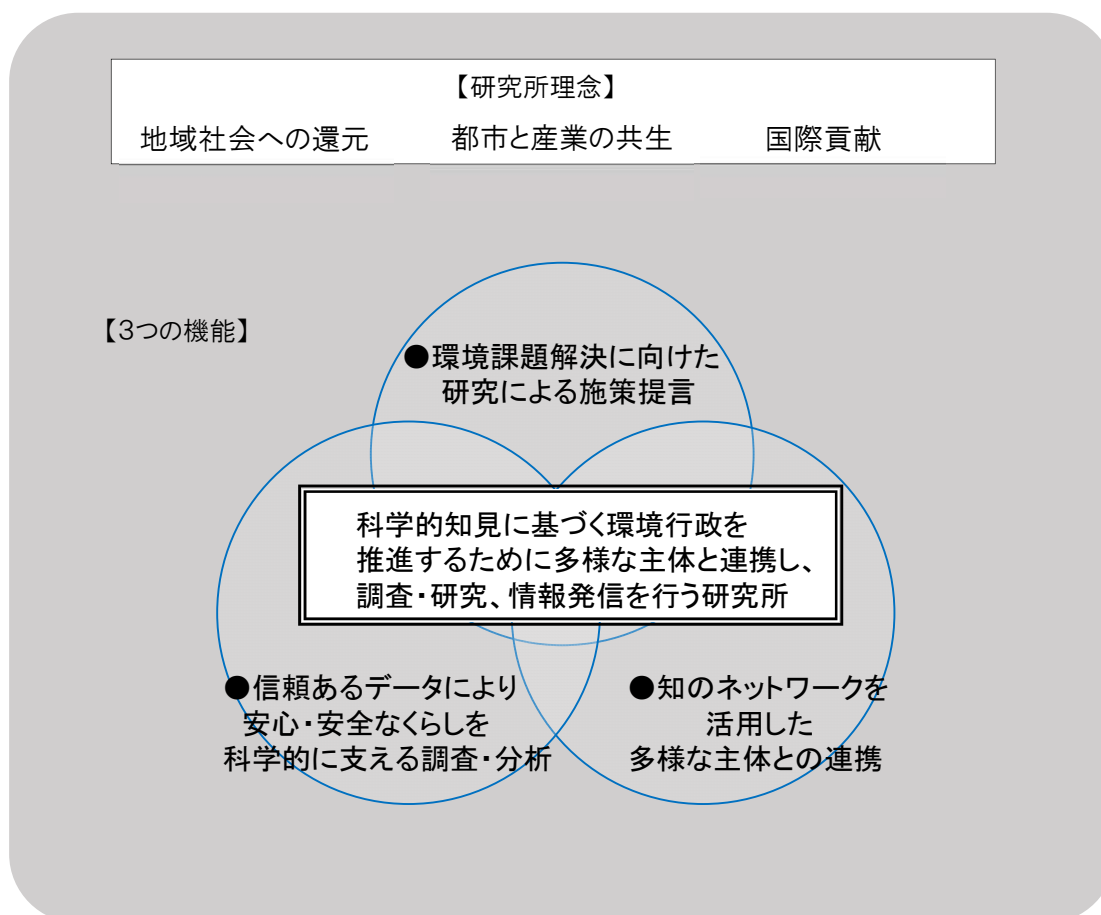 【研究所理念】
地域社会への還元 都市と産業の共生 国際貢献
【3つの機能】
●環境課題解決に向けた
研究による施策提言
科学的知見に基づく環境行政を
推進するために多様な主体と連携し、
調査・研究、情報発信を行う研究所
●信頼あるデータにより
安心・安全なくらしを
科学的に支える調査・分析
●知のネットワークを
活用した
多様な主体との連携